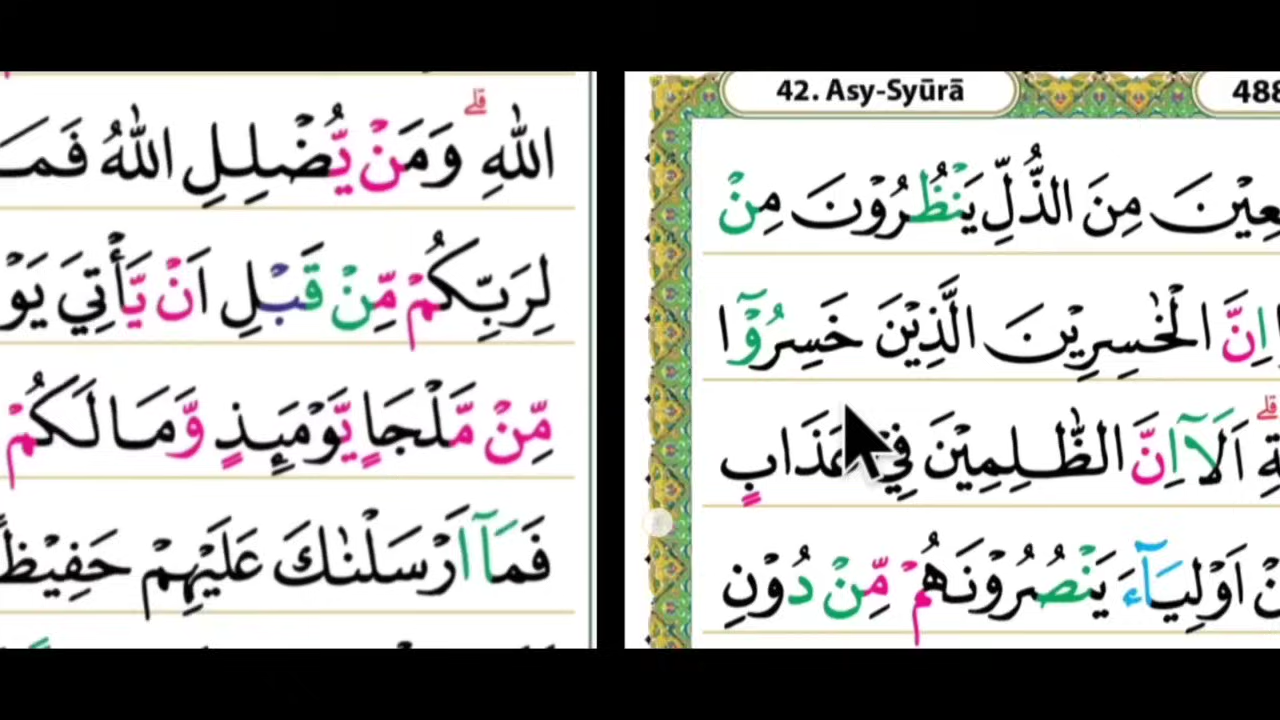 42. Asy-Syūrā
488
مِنَ الذُّلِّ يَنْظُرُوْنَ مِنْ
اِنَّ الْخٰسِرِيْنَ الَّذِيْنَ خَسِرُوْٓا
اَلَآ اِنَّ الظّٰلِمِيْنَ فِيْ عَذَابٍ
اَوْلِيَاۤءَ يَنْصُرُوْنَهُمْ مِّنْ دُوْنِ
اللّٰهِ ۗوَمَنْ يُّضْلِلِ اللّٰهُ فَمَا
لِرَبِّكُمْ مِّنْ قَبْلِ اَنْ يَّأْتِيَ يَوْ
مِّنْ مَّلْجَاٍ يَّوْمَىِٕذٍ وَّمَا لَكُمْ
فَمَآ اَرْسَلْنٰكَ عَلَيْهِمْ حَفِيْظ